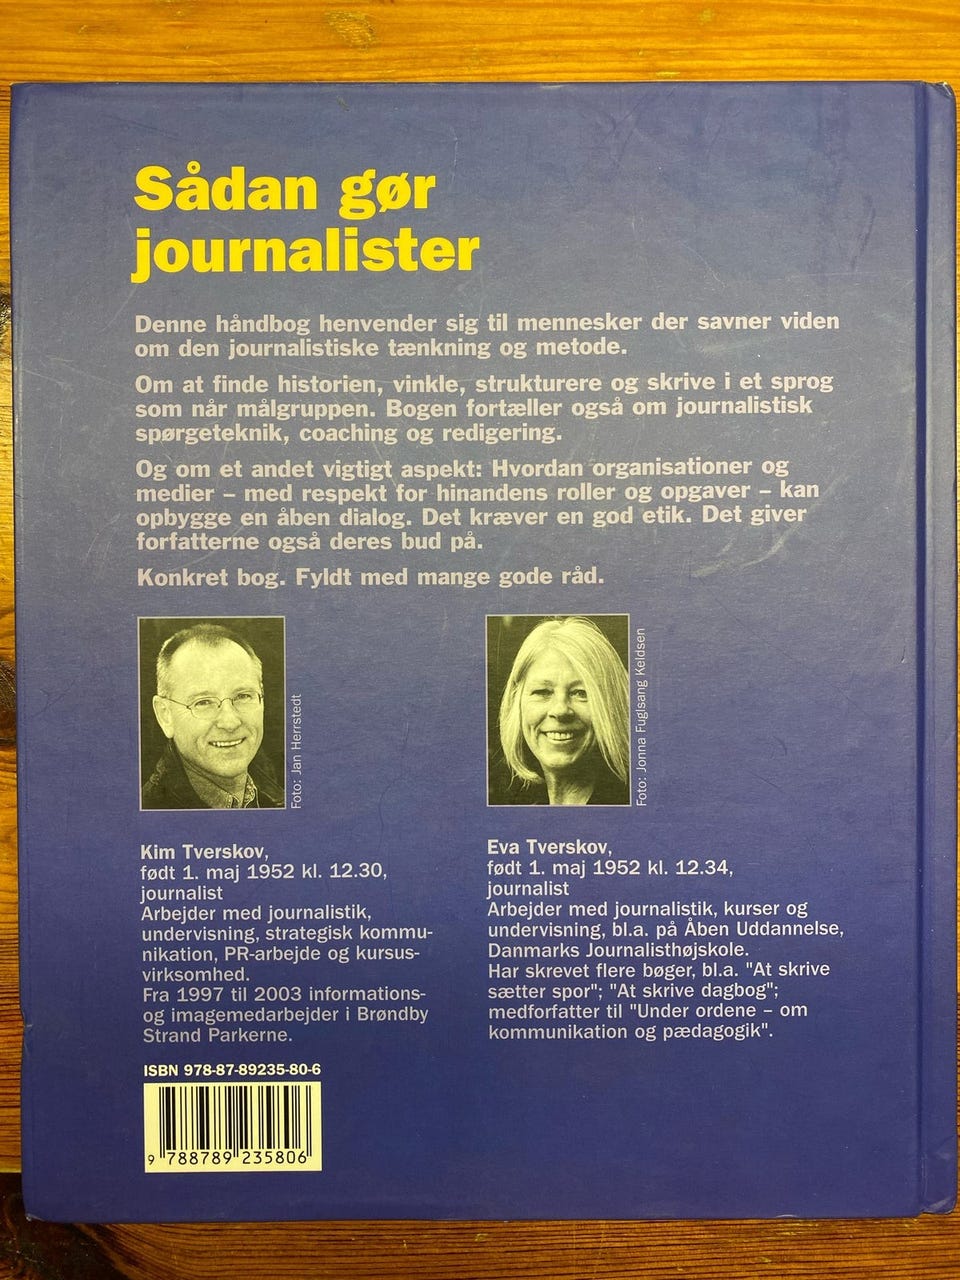 Sådan gør
journalister
Denne håndbog henvender sig til mennesker der savner viden
om den journalistiske tænkning og metode.
Om at finde historien, vinkle, strukturere og skrive i et sprog
som når målgruppen. Bogen fortæller også om journalistisk
spørgeteknik, coaching og redigering.
Og om et andet vigtigt aspekt: Hvordan organisationer og
medier – med respekt for hinandens roller og opgaver – kan
opbygge en åben dialog. Det kræver en god etik. Det giver
forfatterne også deres bud på.
Konkret bog. Fyldt med mange gode råd.
Foto: Jan Herrstedt
Kim Tverskov,
født 1. maj 1952 kl. 12.30,
journalist
Arbejder med journalistik,
undervisning, strategisk kommu-
nikation, PR-arbejde og kursus-
virksomhed.
Fra 1997 til 2003 informations-
og imagemedarbejder i Brøndby
Strand Parkerne.
Foto: Jonna Fuglsang Keldsen
Eva Tverskov,
født 1. maj 1952 kl. 12.34,
journalist
Arbejder med journalistik, kurser og
undervisning, bl.a. på Åben Uddannelse,
Danmarks Journalisthøjskole.
Har skrevet flere bøger, bl.a. "At skrive
sætter spor"; "At skrive dagbog";
medforfatter til "Under ordene – om
kommunikation og pædagogik".
ISBN 978-87-89235-80-6
9 788789 235806